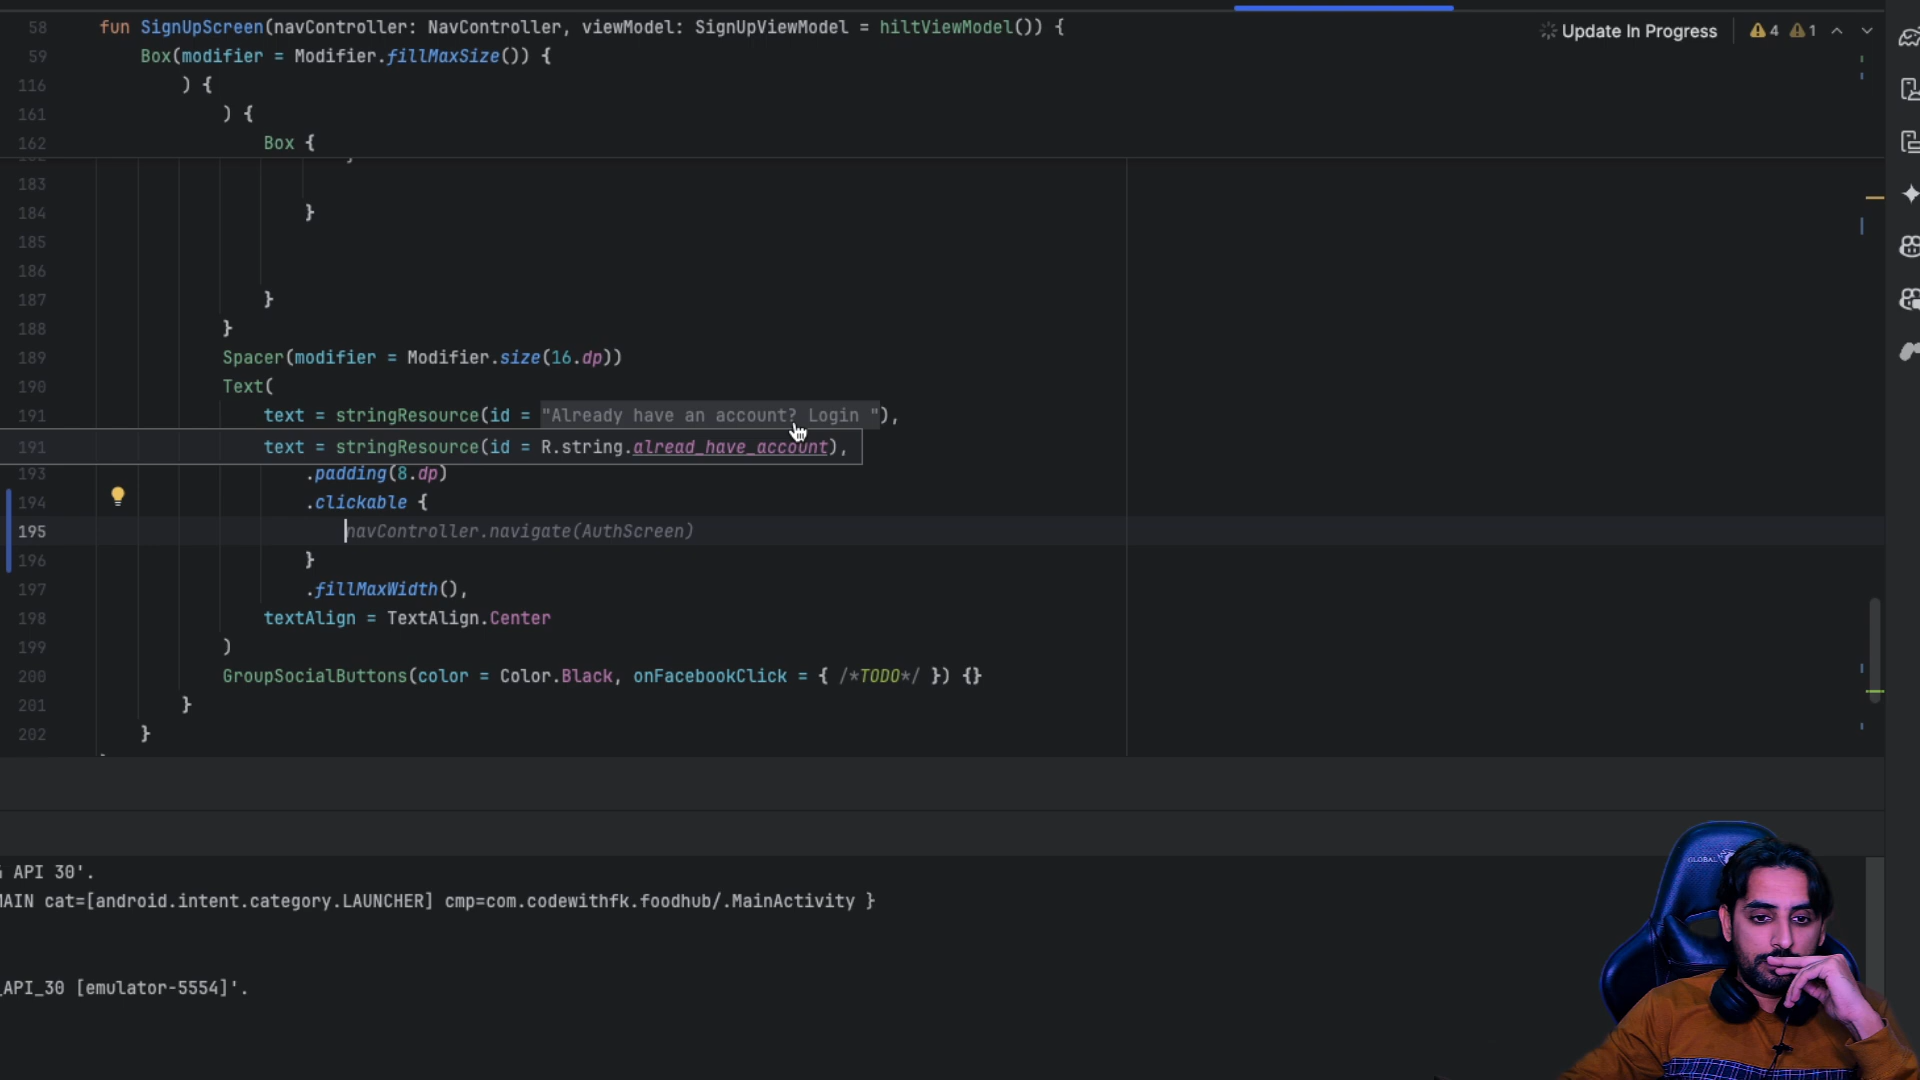 58 fun SignUpScreen(navController: NavController, viewModel: SignUpViewModel = hiltViewModel()) {
Update In Progress 4 1
59 Box(modifier = Modifier.fillMaxSize()) {
116 ) {
161 ) {
162 Box {
183
184 }
185
186
187 }
188 }
189 Spacer(modifier = Modifier.size(16.dp))
190 Text(
191 text = stringResource(id = "Already have an account? Login "),
191 text = stringResource(id = R.string.alread_have_account),
193 .padding(8.dp)
194 .clickable {
195 navController.navigate(AuthScreen)
196 }
197 .fillMaxWidth(),
198 textAlign = TextAlign.Center
199 )
200 GroupSocialButtons(color = Color.Black, onFacebookClick = { /*TODO*/ }) {}
201 }
202 }
API 30'.
MAIN cat=[android.intent.category.LAUNCHER] cmp=com.codewithfk.foodhub/.MainActivity }
_API_30 [emulator-5554]'.
GLOBAL